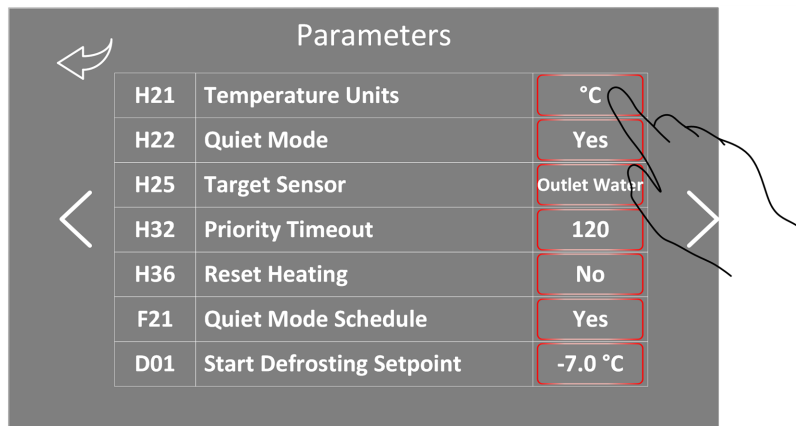 Parameters
H21 Temperature Units °C
H22 Quiet Mode Yes
H25 Target Sensor Outlet Water
H32 Priority Timeout 120
H36 Reset Heating No
F21 Quiet Mode Schedule Yes
D01 Start Defrosting Setpoint -7.0 °C